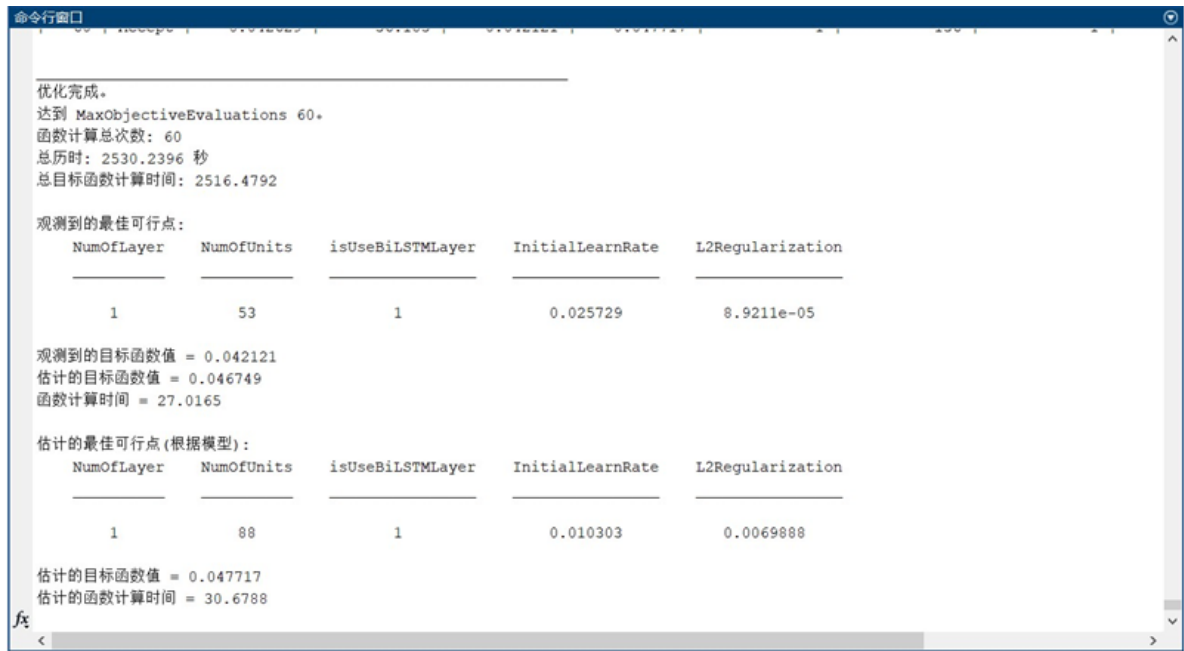 命令行窗口
优化完成。
达到 MaxObjectiveEvaluations 60。
函数计算总次数: 60
总历时: 2530.2396 秒
总目标函数计算时间: 2516.4792
观测到的最佳可行点:
NumOfLayer NumOfUnits isUseBiLSTMLayer InitialLearnRate L2Regularization
1 53 1 0.025729 8.9211e-05
观测到的目标函数值 = 0.042121
估计的目标函数值 = 0.046749
函数计算时间 = 27.0165
估计的最佳可行点(根据模型):
NumOfLayer NumOfUnits isUseBiLSTMLayer InitialLearnRate L2Regularization
1 88 1 0.010303 0.0069888
估计的目标函数值 = 0.047717
估计的函数计算时间 = 30.6788
fx